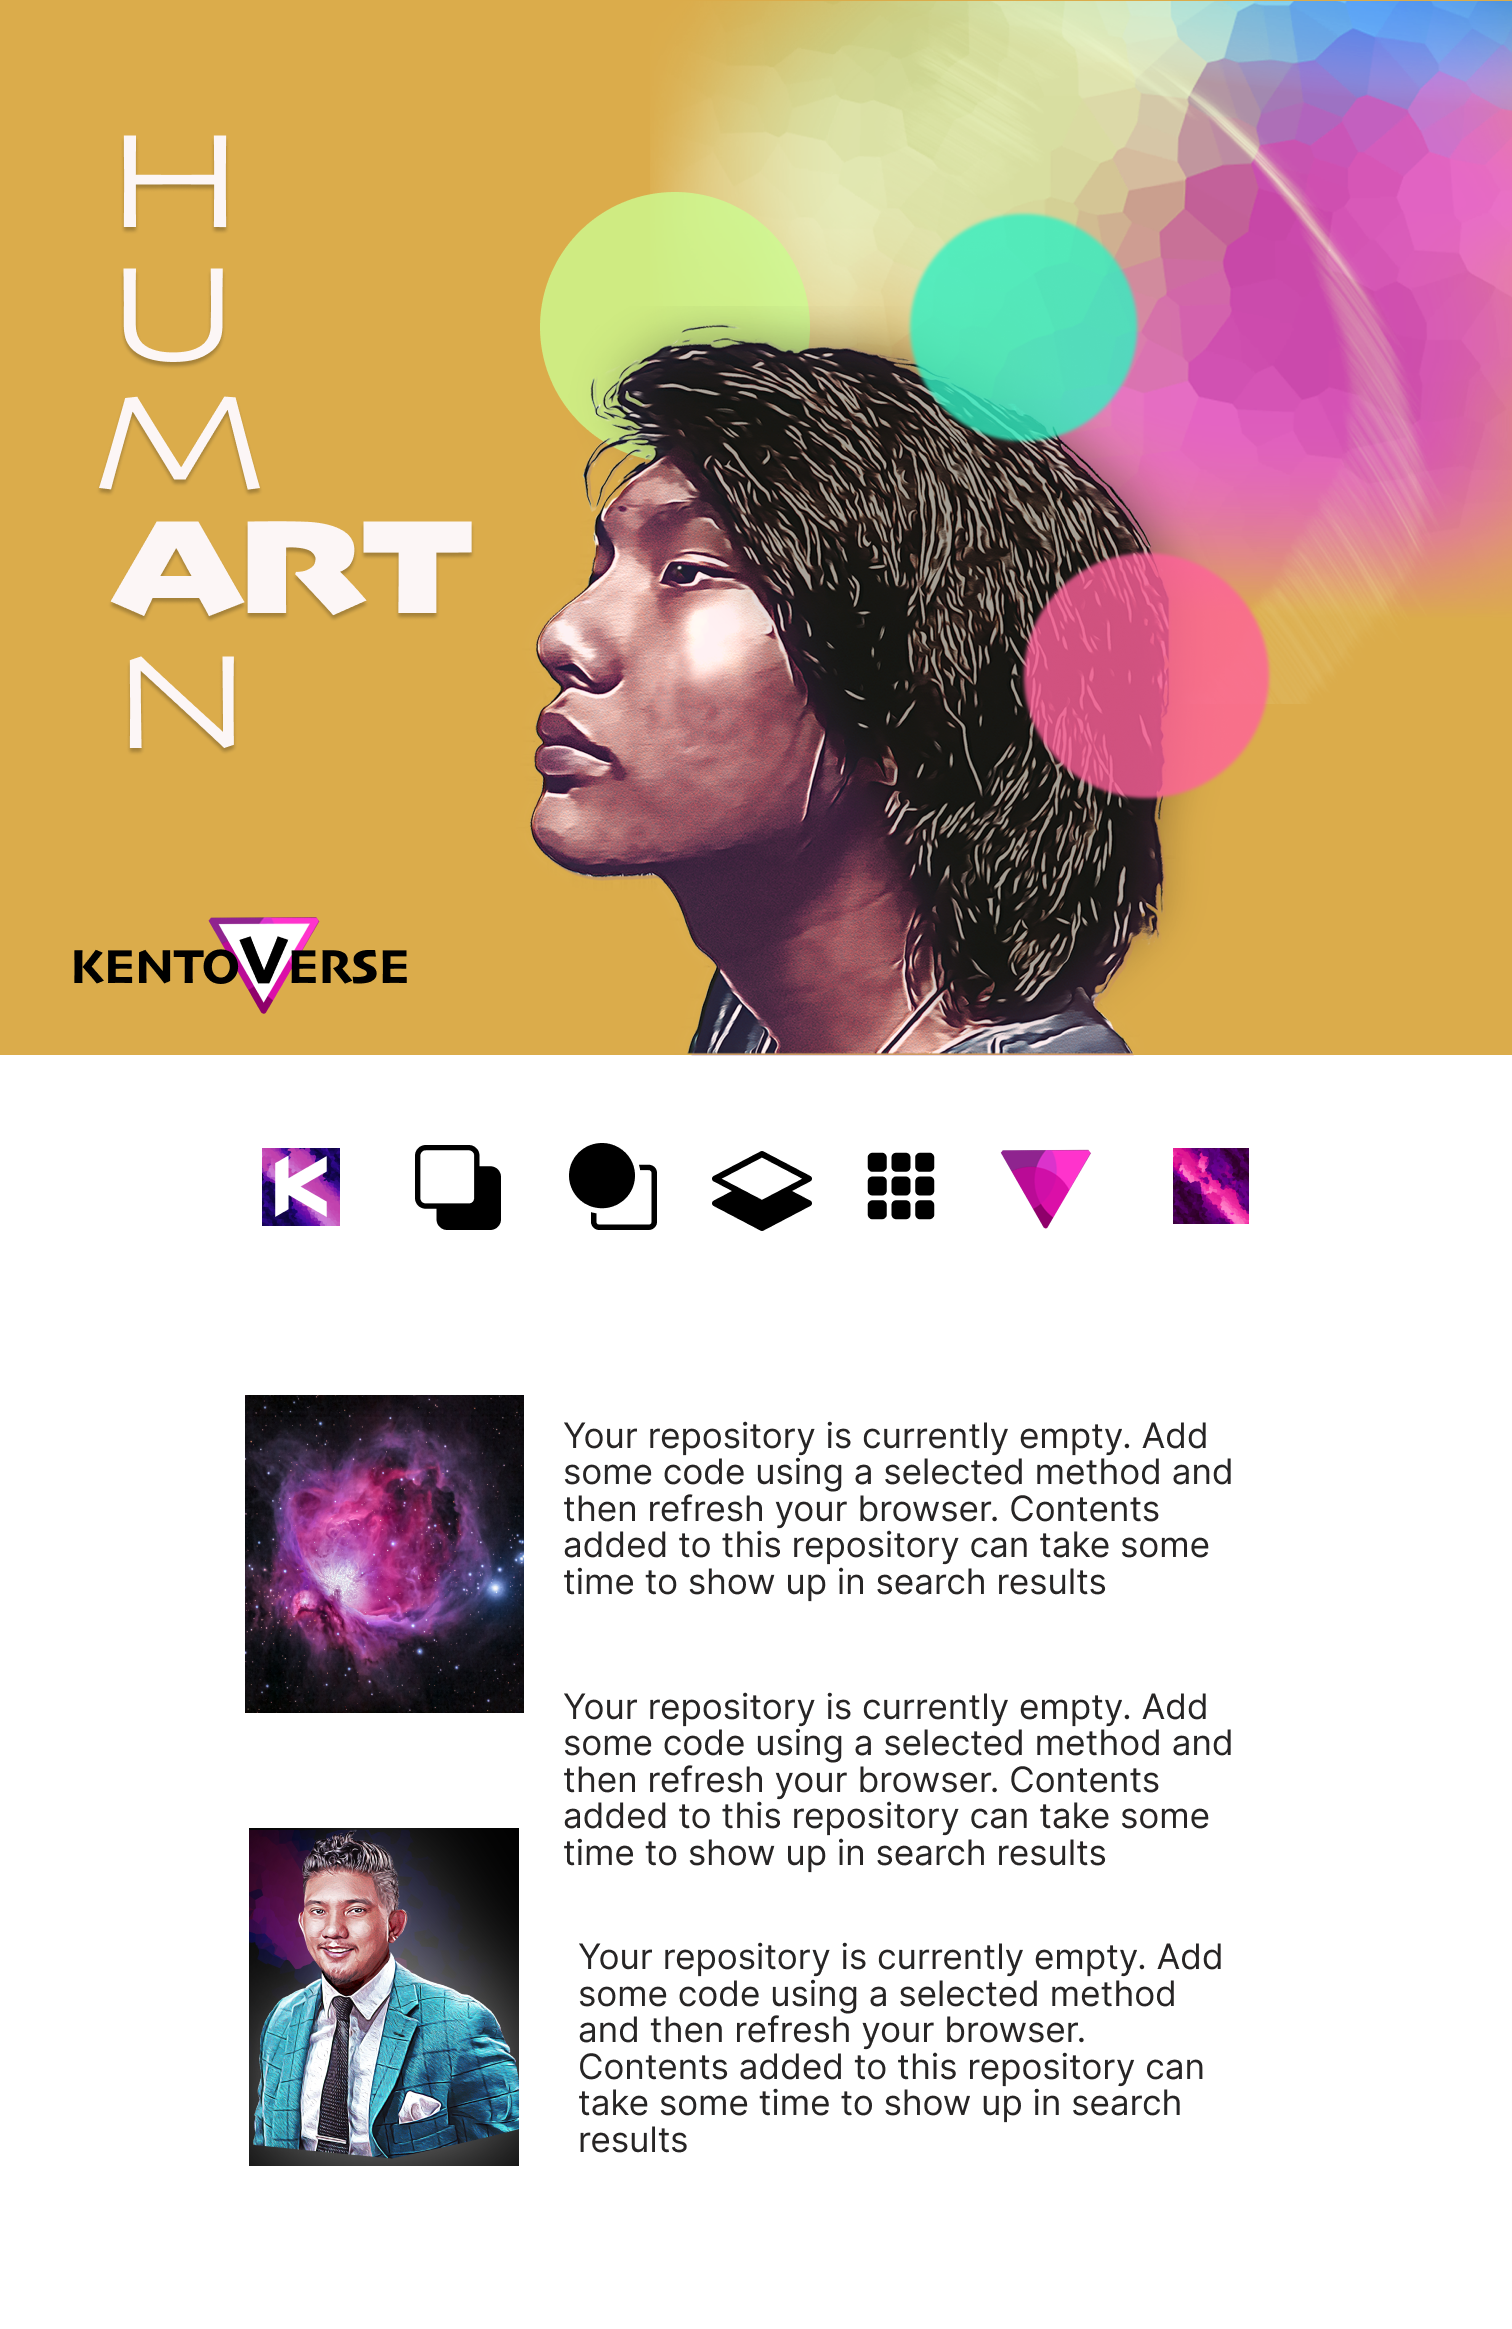 H
U
M
ART
N
KENTOVERSE
K
Your repository is currently empty. Add
some code using a selected method and
then refresh your browser. Contents
added to this repository can take some
time to show up in search results
Your repository is currently empty. Add
some code using a selected method and
then refresh your browser. Contents
added to this repository can take some
time to show up in search results
Your repository is currently empty. Add
some code using a selected method
and then refresh your browser.
Contents added to this repository can
take some time to show up in search
results